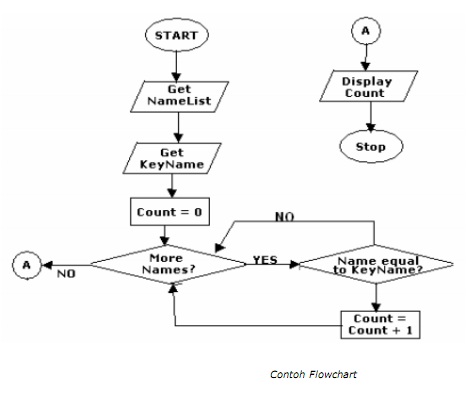 START
Get
NameList
Get
KeyName
Count = 0
More
Names?
NO
A
YES
Name equal
to KeyName?
NO
Count =
Count + 1
A
Display
Count
Stop
Contoh Flowchart